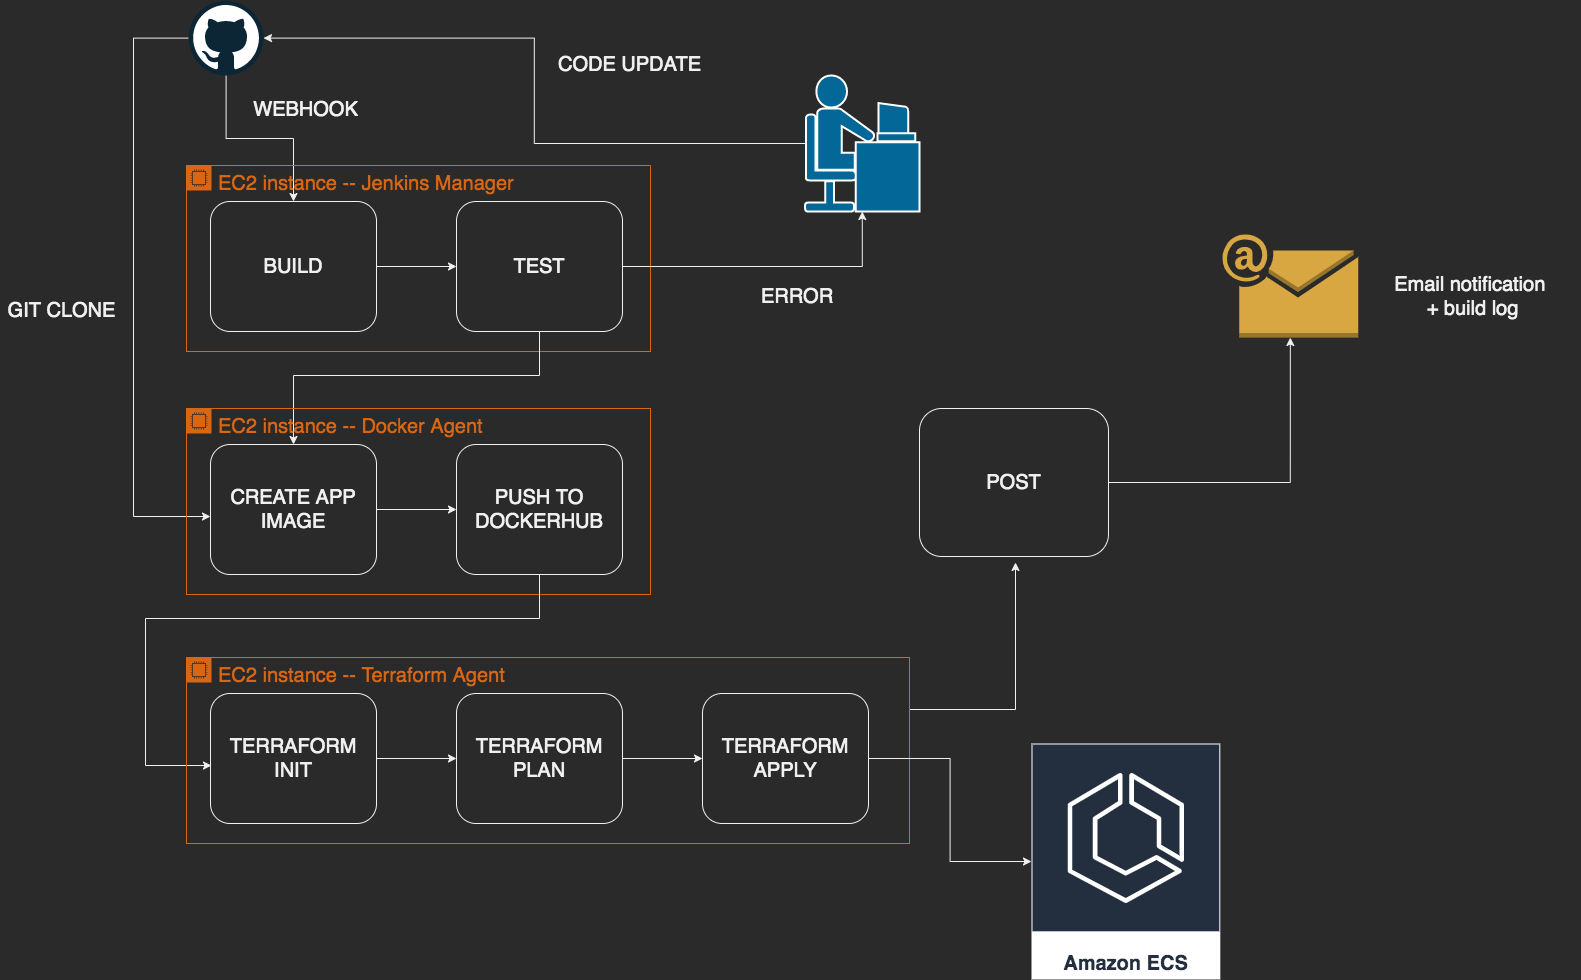 CODE UPDATE
WEBHOOK
EC2 instance -- Jenkins Manager
BUILD
TEST
ERROR
GIT CLONE
@
Email notification
+ build log
EC2 instance -- Docker Agent
CREATE APP
IMAGE
PUSH TO
DOCKERHUB
POST
EC2 instance -- Terraform Agent
TERRAFORM
INIT
TERRAFORM
PLAN
TERRAFORM
APPLY
Amazon ECS